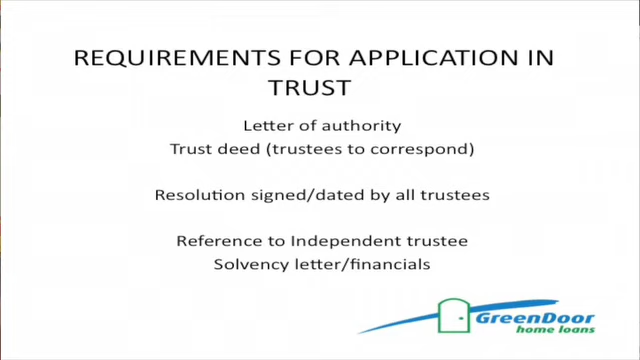 REQUIREMENTS FOR APPLICATION IN
TRUST
Letter of authority
Trust deed (trustees to correspond)
Resolution signed/dated by all trustees
Reference to Independent trustee
Solvency letter/financials
GreenDoor
home loans